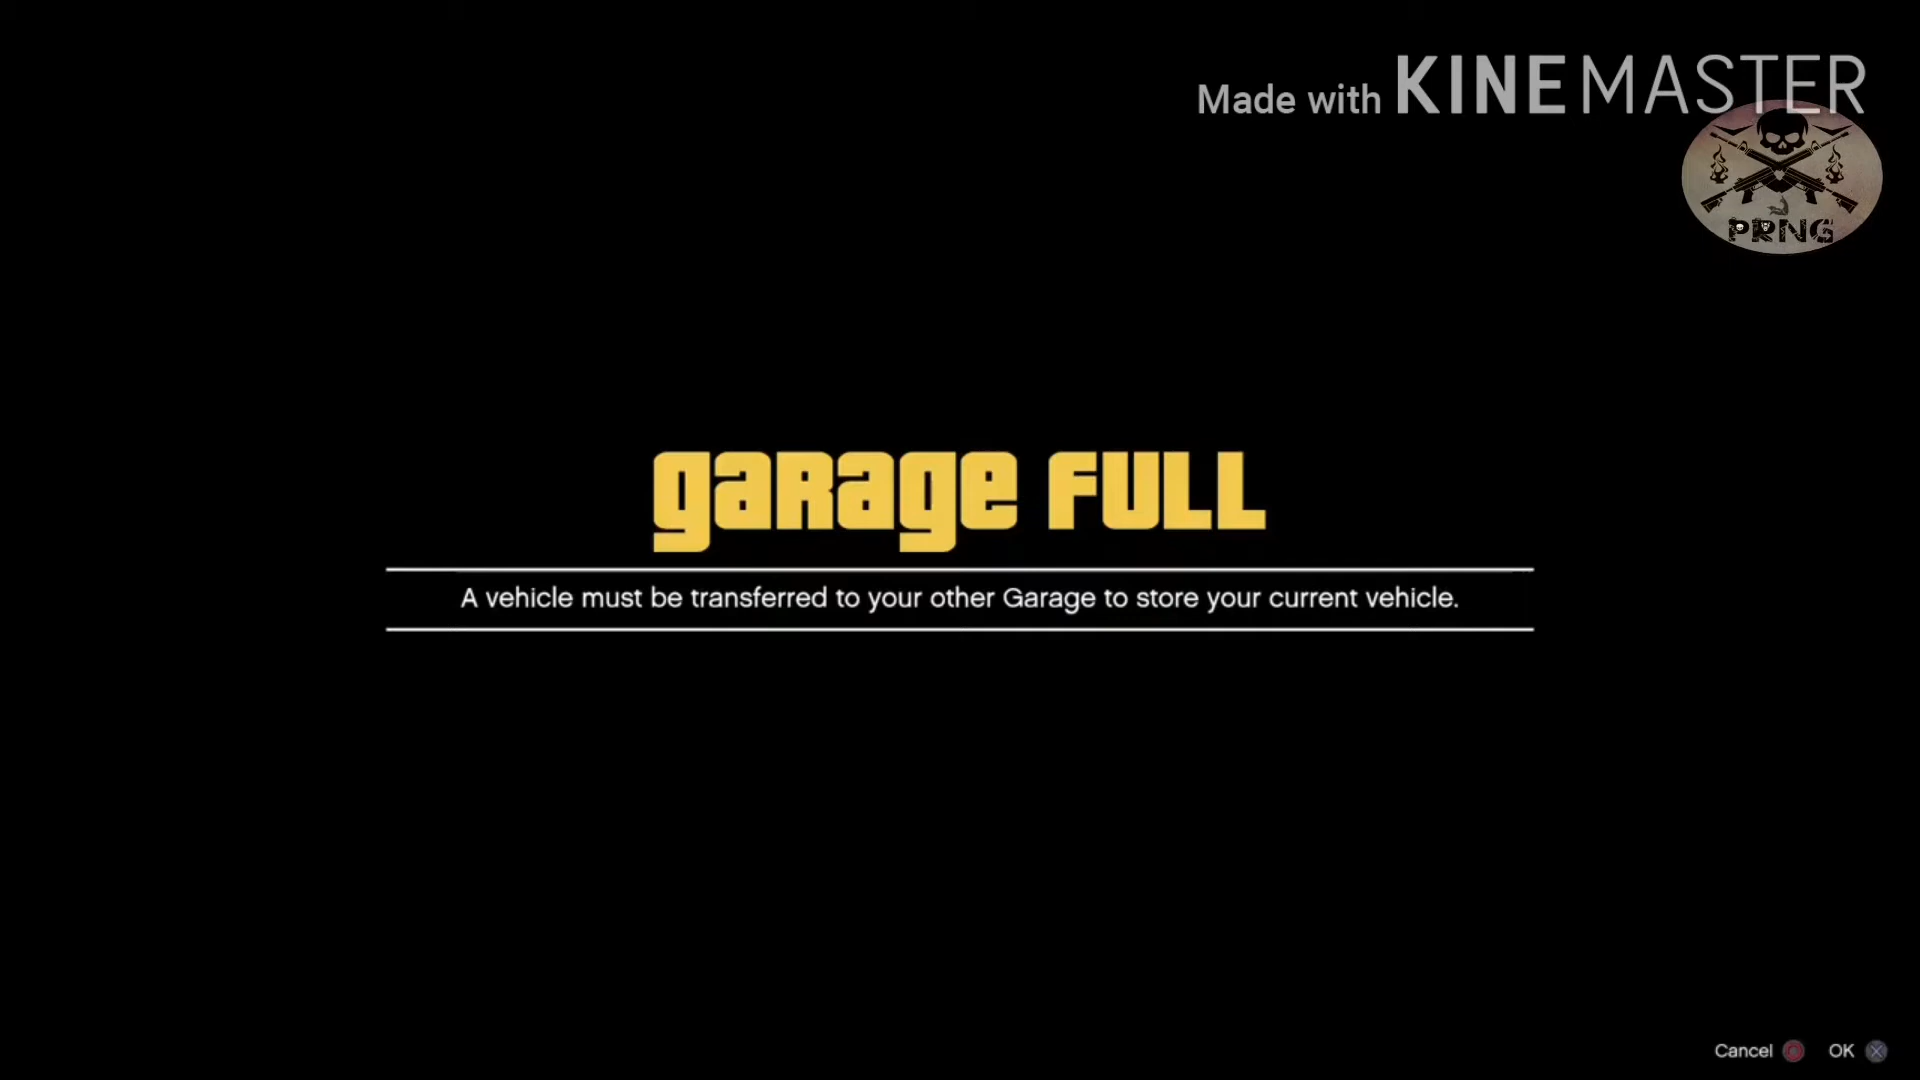 Made with KINEMASTER
PRNG
gaRage FULL
A vehicle must be transferred to your other Garage to store your current vehicle.
Cancel OK